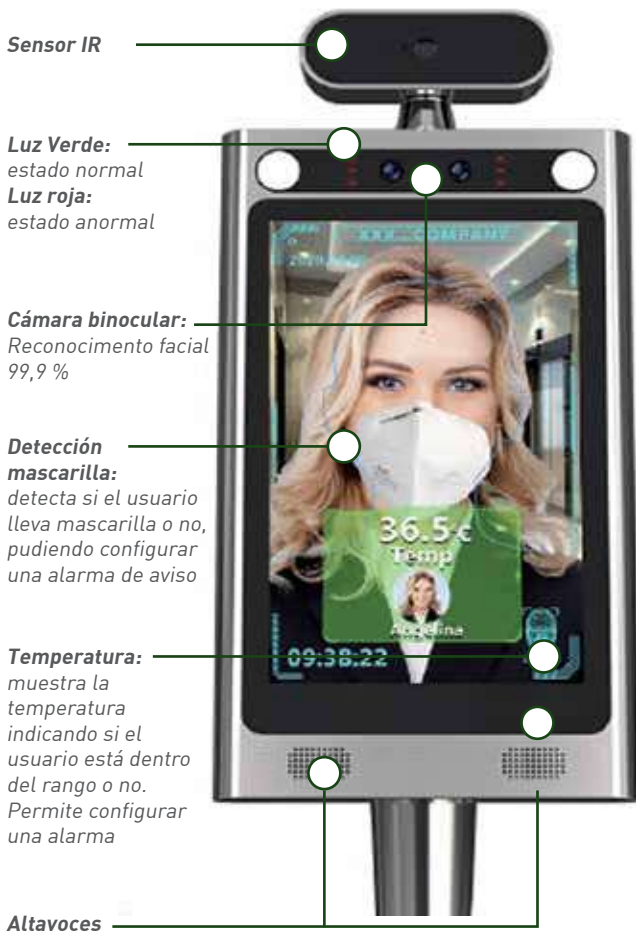 Sensor IR
Luz Verde:
estado normal
Luz roja:
estado anormal
Cámara binocular:
Reconocimento facial
99,9 %
Detección
mascarilla:
detecta si el usuario
lleva mascarilla o no,
pudiendo configurar
una alarma de aviso
Temperatura:
muestra la
temperatura
indicando si el
usuario está dentro
del rango o no.
Permite configurar
una alarma
Altavoces
COMPANY
36.5°C
Temp
Angelina
09:38:22